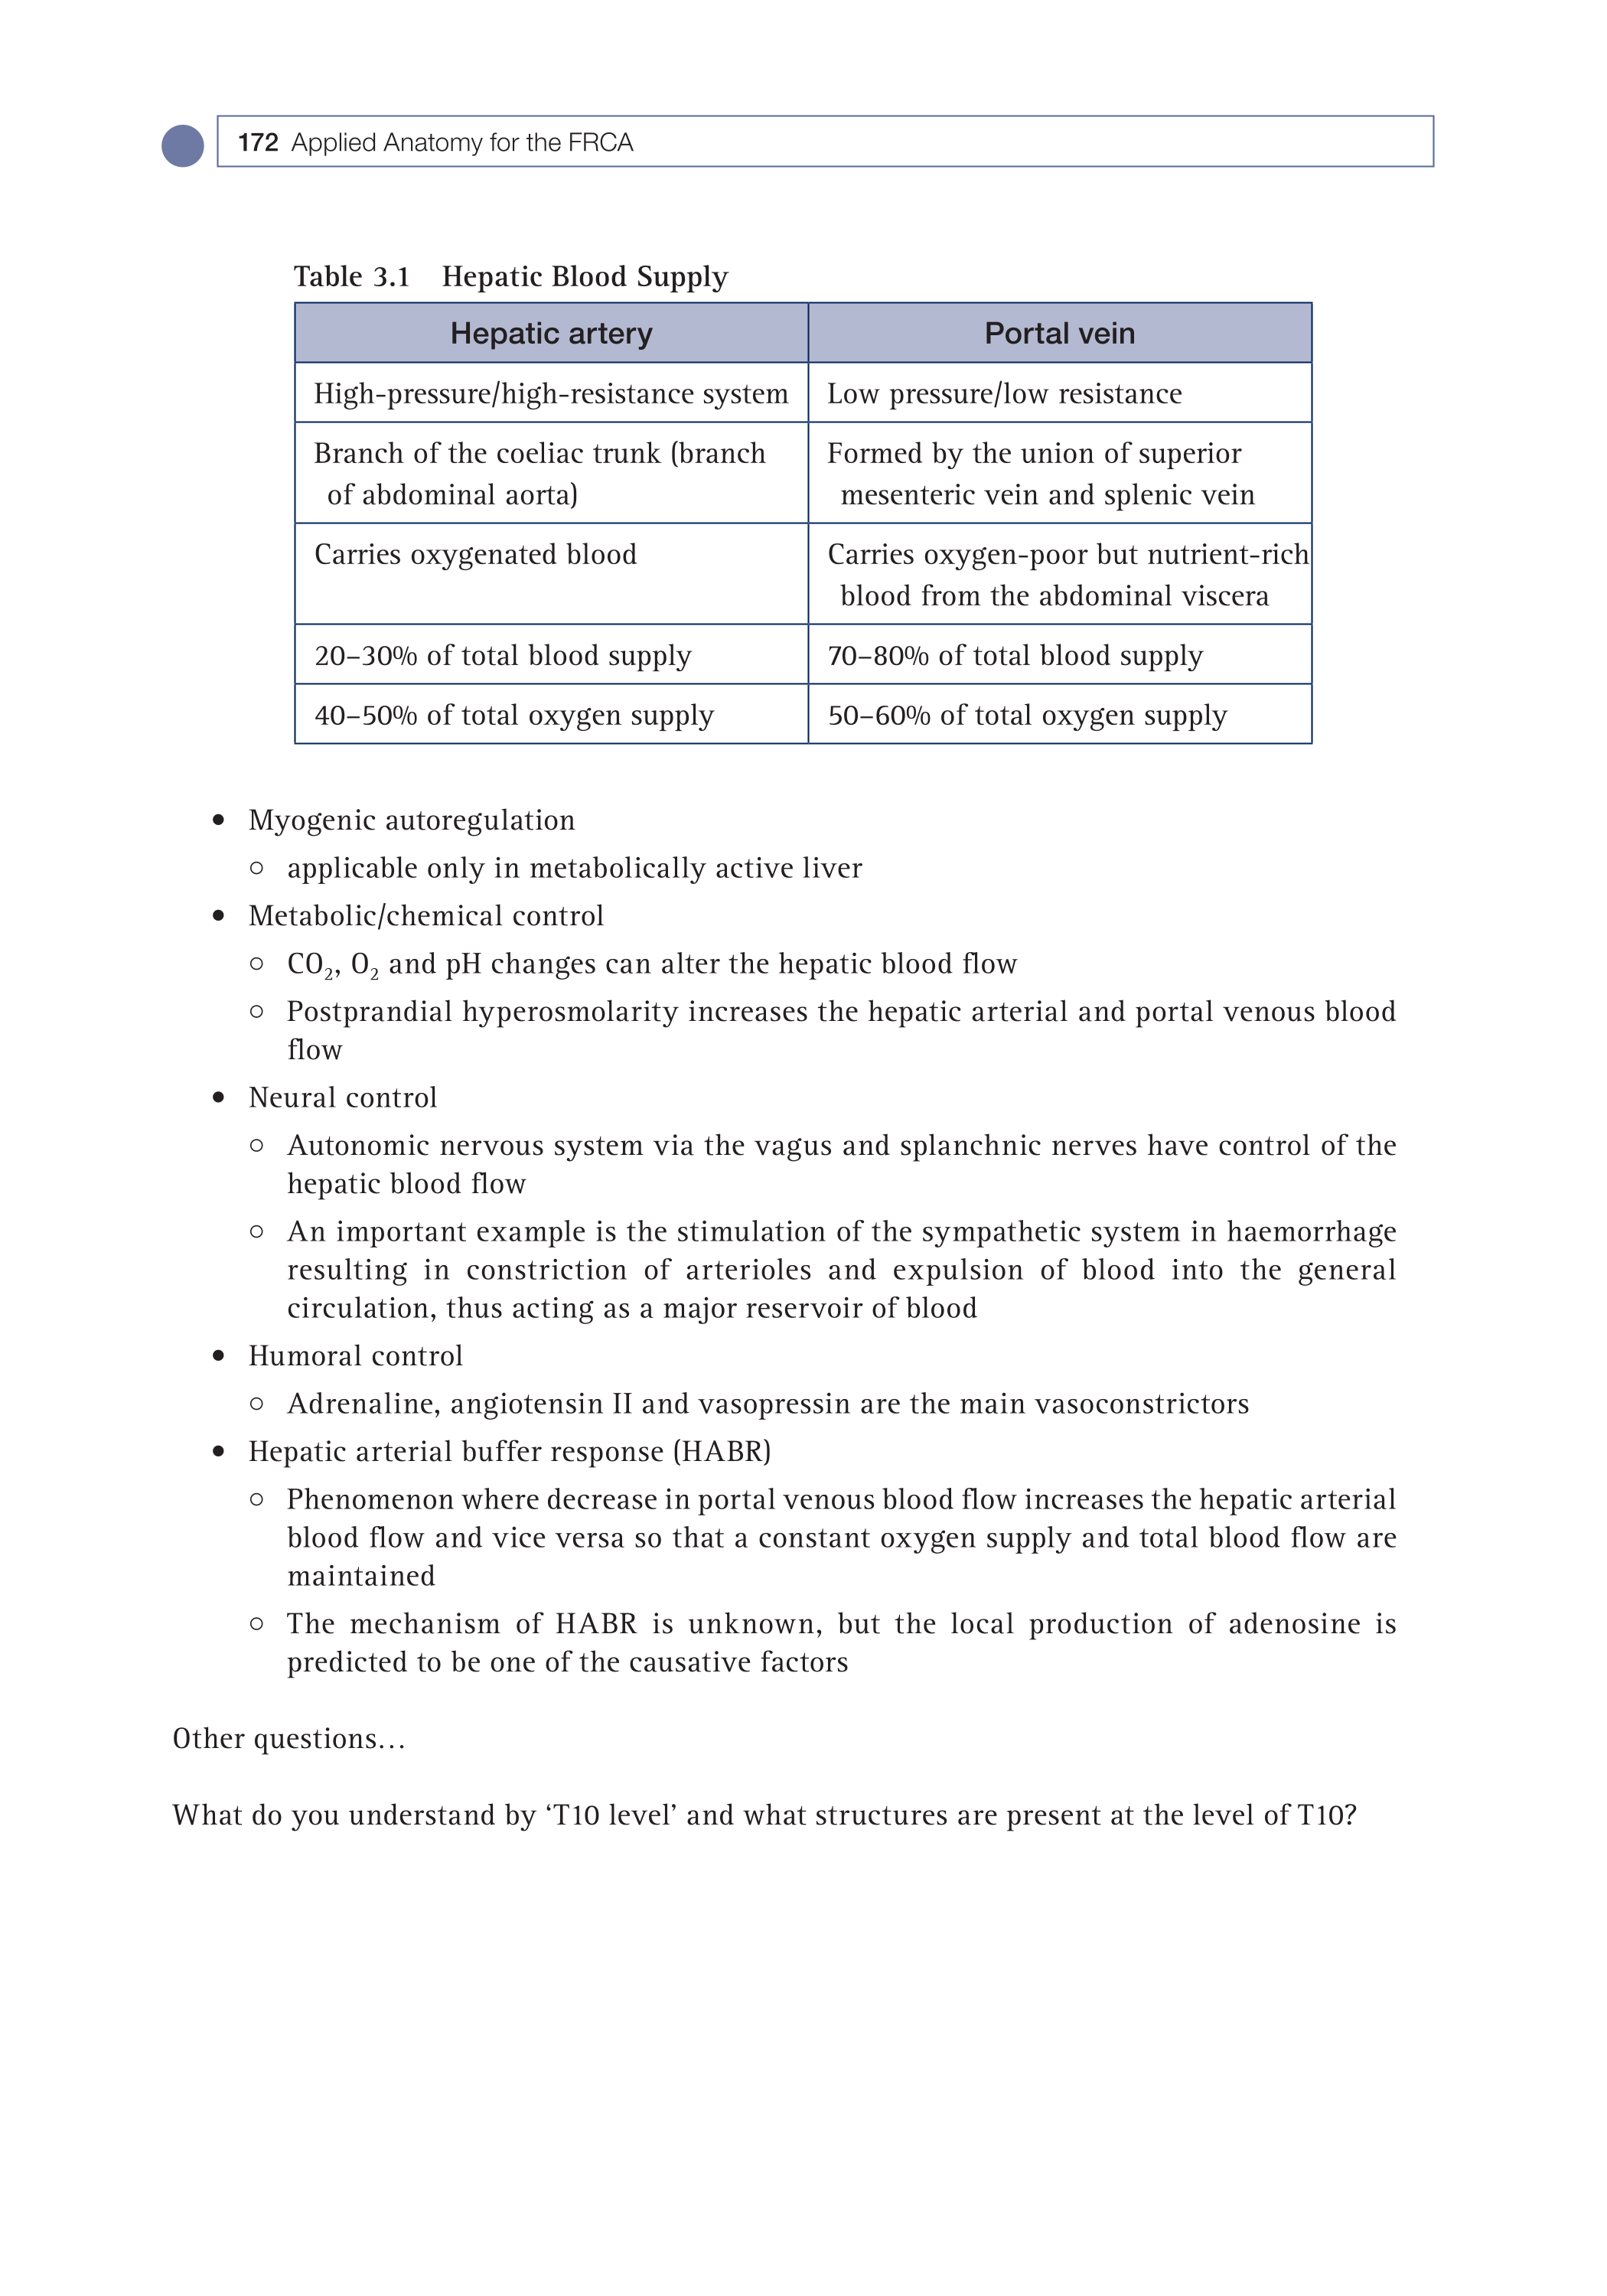 172 Applied Anatomy for the FRCA
Table 3.1 Hepatic Blood Supply
Hepatic artery
Portal vein
High-pressure/high-resistance system
Low pressure/low resistance
Branch of the coeliac trunk (branch
of abdominal aorta)
Formed by the union of superior
mesenteric vein and splenic vein
Carries oxygenated blood
Carries oxygen-poor but nutrient-rich
blood from the abdominal viscera
20–30% of total blood supply
70–80% of total blood supply
40–50% of total oxygen supply
50–60% of total oxygen supply
• Myogenic autoregulation
○ applicable only in metabolically active liver
• Metabolic/chemical control
○ CO₂, O₂ and pH changes can alter the hepatic blood flow
○ Postprandial hyperosmolarity increases the hepatic arterial and portal venous blood
flow
• Neural control
○ Autonomic nervous system via the vagus and splanchnic nerves have control of the
hepatic blood flow
○ An important example is the stimulation of the sympathetic system in haemorrhage
resulting in constriction of arterioles and expulsion of blood into the general
circulation, thus acting as a major reservoir of blood
• Humoral control
○ Adrenaline, angiotensin II and vasopressin are the main vasoconstrictors
• Hepatic arterial buffer response (HABR)
○ Phenomenon where decrease in portal venous blood flow increases the hepatic arterial
blood flow and vice versa so that a constant oxygen supply and total blood flow are
maintained
○ The mechanism of HABR is unknown, but the local production of adenosine is
predicted to be one of the causative factors
Other questions…
What do you understand by ‘T10 level’ and what structures are present at the level of T10?